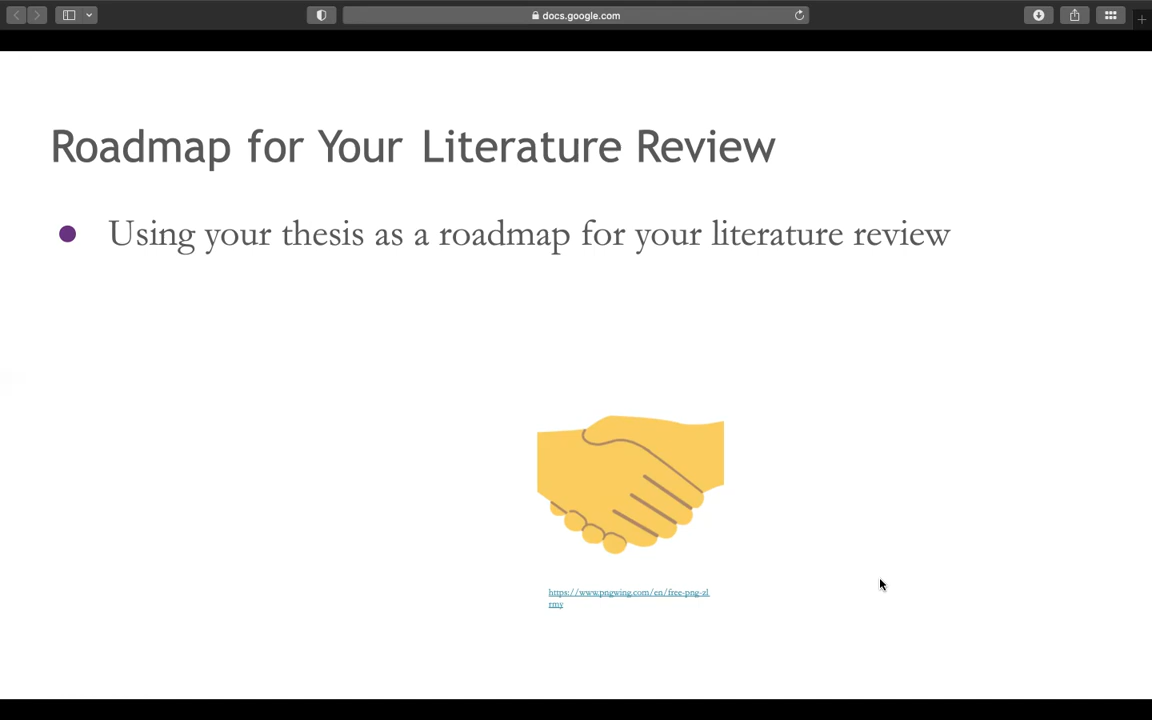 docs.google.com
Roadmap for Your Literature Review
Using your thesis as a roadmap for your literature review
https://www.pngwing.com/en/free-png-zl
rmy